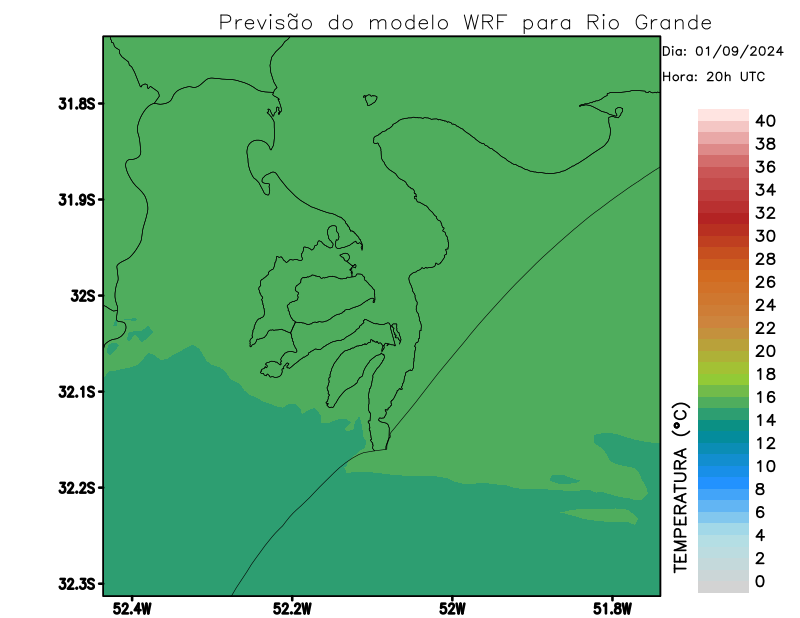 Previsão do modelo WRF para Rio Grande
Dia: 01/09/2024
Hora: 20h UTC
31.8S
31.9S
32S
32.1S
32.2S
32.3S
52.4W
52.2W
52W
51.8W
TEMPERATURA (°C)
40
38
36
34
32
30
28
26
24
22
20
18
16
14
12
10
8
6
4
2
0